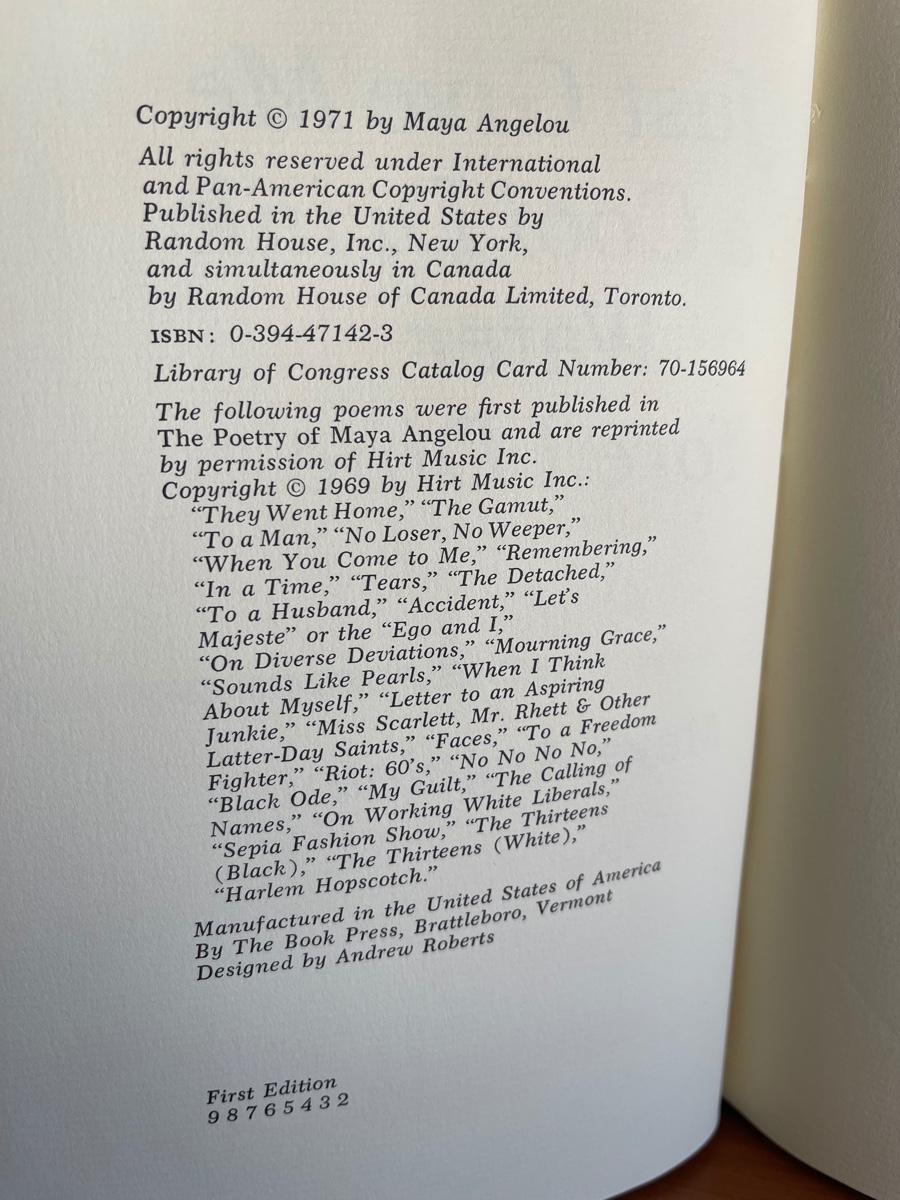 Copyright © 1971 by Maya Angelou
All rights reserved under International
and Pan-American Copyright Conventions.
Published in the United States by
Random House, Inc., New York,
and simultaneously in Canada
by Random House of Canada Limited, Toronto.
ISBN: 0-394-47142-3
Library of Congress Catalog Card Number: 70-156964
The following poems were first published in
The Poetry of Maya Angelou and are reprinted
by permission of Hirt Music Inc.
Copyright © 1969 by Hirt Music Inc.:
“They Went Home,” “The Gamut,”
“To a Man,” “No Loser, No Weeper,”
“When You Come to Me,” “Remembering,”
“In a Time,” “Tears,” “The Detached,”
“To a Husband,” “Accident,” “Let's
Majeste” or the “Ego and I,”
“On Diverse Deviations,” “Mourning Grace,”
“Sounds Like Pearls,” “When I Think
About Myself,” “Letter to an Aspiring
Junkie,” “Miss Scarlett, Mr. Rhett & Other
Latter-Day Saints,” “Faces,” “To a Freedom
Fighter,” “Riot: 60's,” “No No No No,”
“Black Ode,” “My Guilt,” “The Calling of
Names,” “On Working White Liberals,”
“Sepia Fashion Show,” “The Thirteens
(Black),” “The Thirteens (White),”
“Harlem Hopscotch.”
Manufactured in the United States of America
By The Book Press, Brattleboro, Vermont
Designed by Andrew Roberts
First Edition
9 8 7 6 5 4 3 2